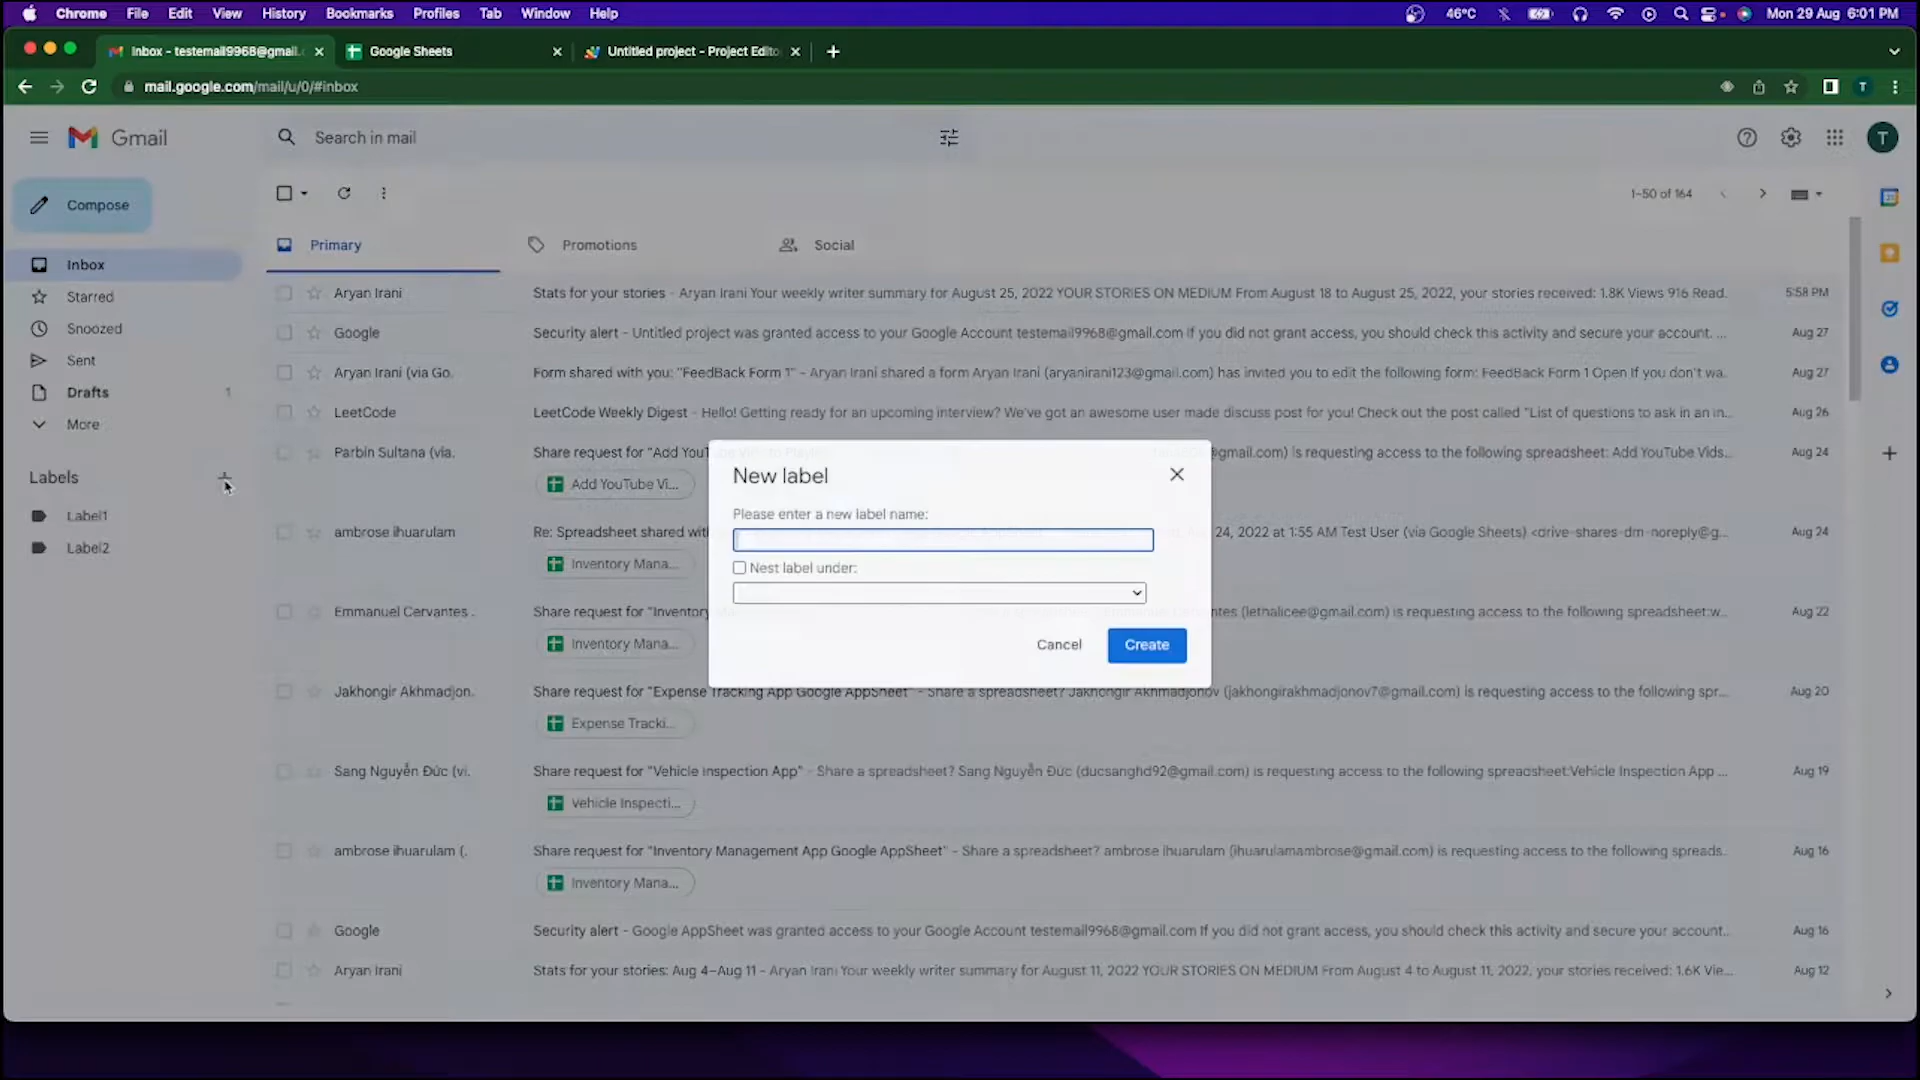 Chrome File Edit View History Bookmarks Profiles Tab Window Help 46°C Mon 29 Aug 6:01 PM
Inbox - testemail9968@gmail. Google Sheets Untitled project - Project Edito
mail.google.com/mail/u/0/#inbox T
Gmail Search in mail T
Compose 1-50 of 164
Primary Promotions Social
Inbox
Starred
Snoozed
Sent
Drafts 1
More
Labels
Label1
Label2
Aryan Irani Stats for your stories - Aryan Irani Your weekly writer summary for August 25, 2022 YOUR STORIES ON MEDIUM From August 18 to August 25, 2022, your stories received: 1.8K Views 916 Read. 5:58 PM
Google Security alert - Untitled project was granted access to your Google Account testemail9968@gmail.com If you did not grant access, you should check this activity and secure your account. ... Aug 27
Aryan Irani (via Go. Form shared with you: "FeedBack Form 1" - Aryan Irani shared a form Aryan Irani (aryanirani123@gmail.com) has invited you to edit the following form: FeedBack Form 1 Open If you don't wa... Aug 27
LeetCode LeetCode Weekly Digest - Hello! Getting ready for an upcoming interview? We've got an awesome user made discuss post for you! Check out the post called "List of questions to ask in an in... Aug 26
Parbin Sultana (via. Share request for "Add YouT @gmail.com) is requesting access to the following spreadsheet: Add YouTube Vids... Aug 24
Add YouTube Vi...
ambrose ihuarulam Re: Spreadsheet shared wit 24, 2022 at 1:55 AM Test User (via Google Sheets) <drive-shares-dm-noreply@g... Aug 24
Inventory Mana...
Emmanuel Cervantes . Share request for "Inventory ntes (lethalicee@gmail.com) is requesting access to the following spreadsheet:w... Aug 22
Inventory Mana...
Jakhongir Akhmadjon. Share request for "Expense Tracking App Google AppSheet" - Share a spreadsheet? Jakhongir Akhmadjonov (jakhongirakhmadjonov7@gmail.com) is requesting access to the following spr... Aug 20
Expense Tracki...
Sang Nguyễn Đức (vi. Share request for "Vehicle Inspection App" - Share a spreadsheet? Sang Nguyễn Đức (ducsanghd92@gmail.com) is requesting access to the following spreadsheet:Vehicle Inspection App ... Aug 19
Vehicle Inspecti...
ambrose ihuarulam (. Share request for "Inventory Management App Google AppSheet" - Share a spreadsheet? ambrose ihuarulam (ihuarulamambrose@gmail.com) is requesting access to the following spreads. Aug 16
Inventory Mana...
Google Security alert - Google AppSheet was granted access to your Google Account testemail9968@gmail.com If you did not grant access, you should check this activity and secure your account.. Aug 16
Aryan Irani Stats for your stories: Aug 4–Aug 11 - Aryan Irani Your weekly writer summary for August 11, 2022 YOUR STORIES ON MEDIUM From August 4 to August 11, 2022, your stories received: 1.6K Vie... Aug 12
New label
Please enter a new label name:
Nest label under:
Cancel Create